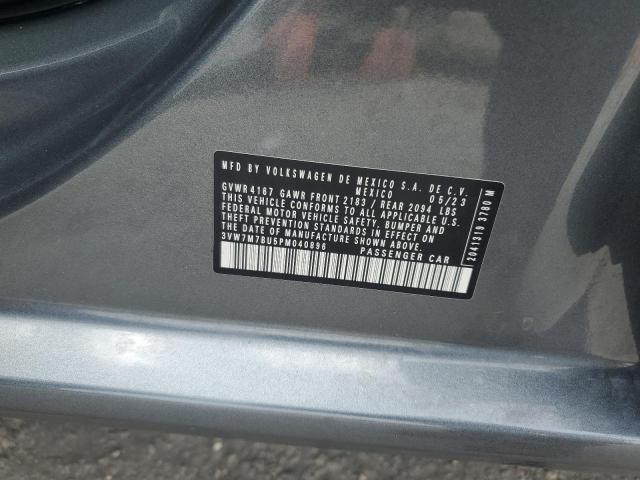 MFD BY VOLKSWAGEN DE MEXICO S.A. DE C.V.
MEXICO 05/23
GVWR 4167 GAWR FRONT 2183 / REAR 2094 LBS
THIS VEHICLE CONFORMS TO ALL APPLICABLE U.S.
FEDERAL MOTOR VEHICLE SAFETY, BUMPER AND
THEFT PREVENTION STANDARDS IN EFFECT ON
THE DATE OF MANUFACTURE SHOWN ABOVE.
3VW7M7BU5PM040896 PASSENGER CAR
2041319 3780 M